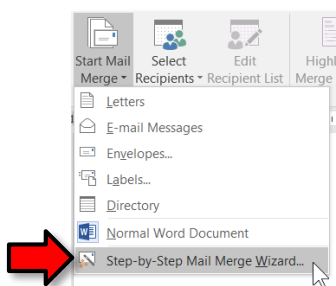 Start Mail Select Edit
Merge Recipients Recipient List Merge
Letters
E-mail Messages
Envelopes...
Labels...
Directory
Normal Word Document
Step-by-Step Mail Merge Wizard...